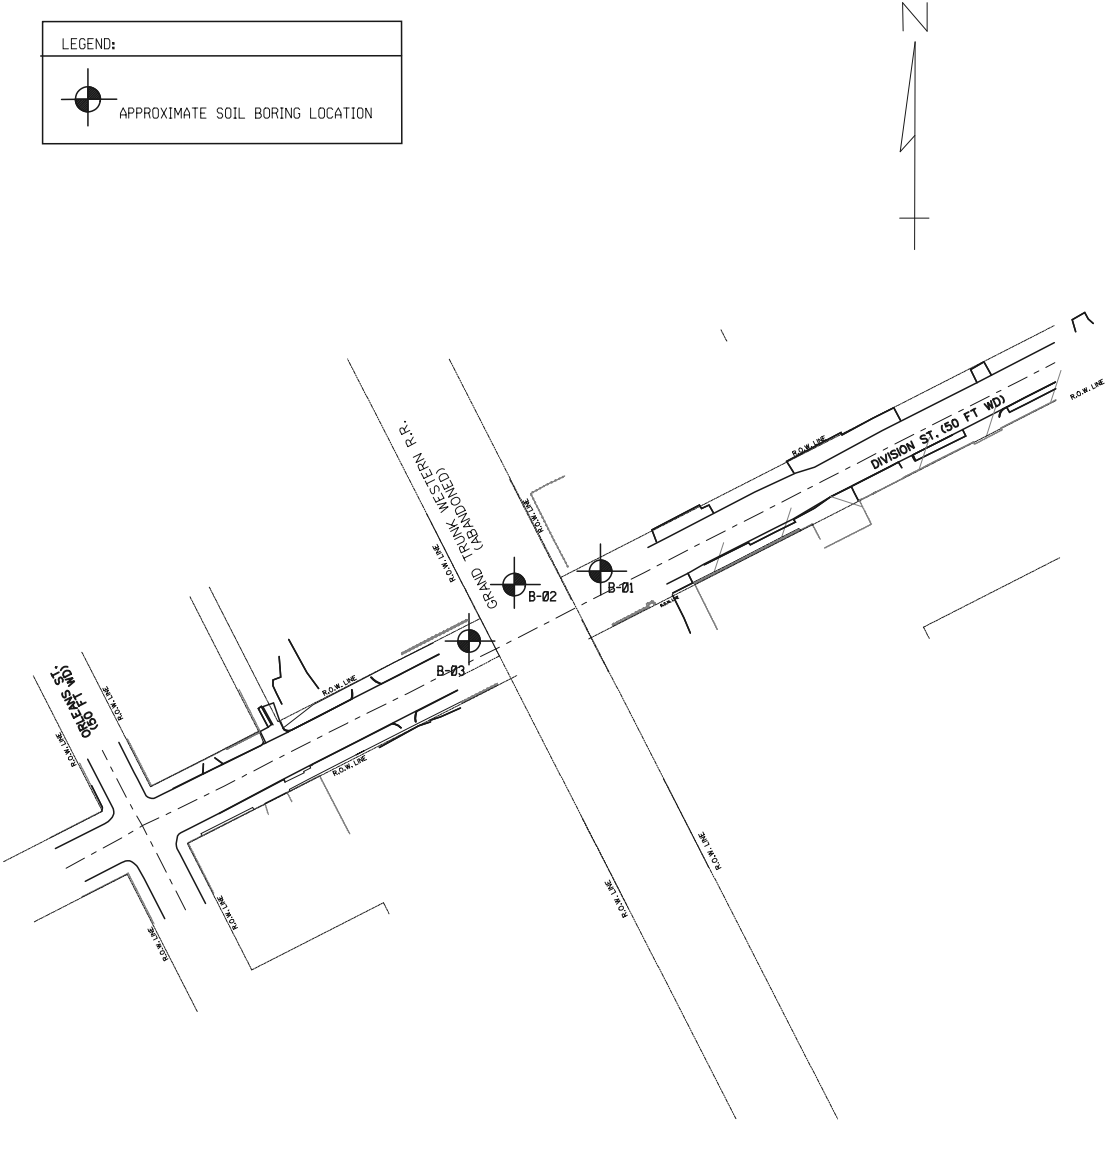 N
LEGEND:
APPROXIMATE SOIL BORING LOCATION
R.O.W. LINE
R.O.W. LINE
DIVISION ST. (50 FT WD)
GRAND TRUNK WESTERN R.R.
(ABANDONED)
R.O.W. LINE
R.O.W. LINE
B-01
B-02
B-03
R.O.W. LINE
ORLEANS ST.
(50 FT WD).
R.O.W. LINE
R.O.W. LINE
R.O.W. LINE
R.O.W. LINE
R.O.W. LINE
R.O.W. LINE
R.O.W. LINE